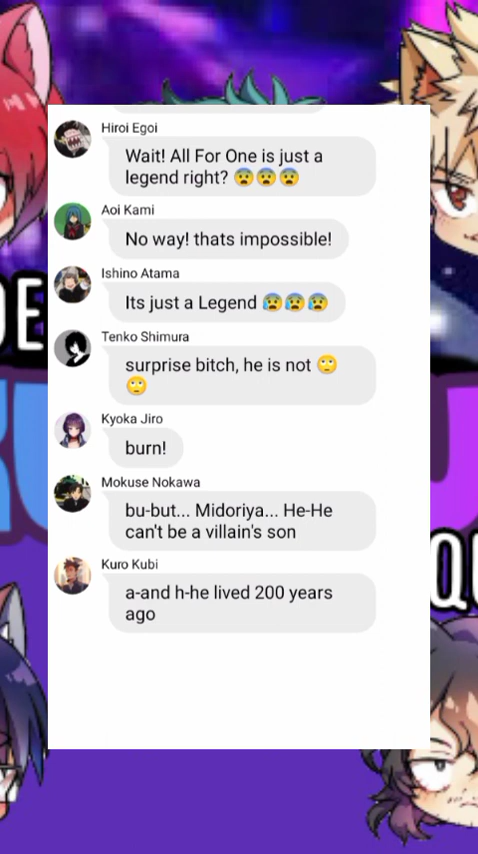 Hiroi Egoi
Wait! All For One is just a
legend right? 😨😨😨
Aoi Kami
No way! thats impossible!
Ishino Atama
Its just a Legend 😰😰😰
Tenko Shimura
surprise bitch, he is not 🙄
🙄
Kyoka Jiro
burn!
Mokuse Nokawa
bu-but... Midoriya... He-He
can't be a villain's son
Kuro Kubi
a-and h-he lived 200 years
ago